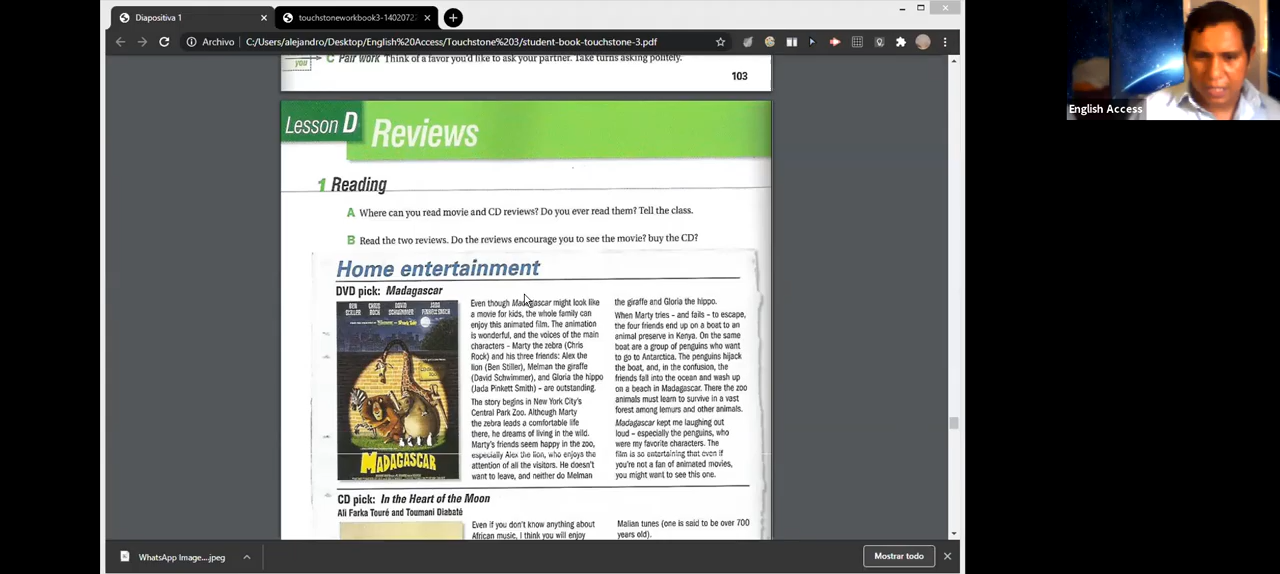 Diapositiva 1
touchstoneworkbook3-1402072
Archivo
C:/Users/alejandro/Desktop/English%20Access/Touchstone%203/student-book-touchstone-3.pdf
English Access
you
C Pair work Think of a favor you'd like to ask your partner. Take turns asking politely.
103
Lesson D
Reviews
1 Reading
A Where can you read movie and CD reviews? Do you ever read them? Tell the class.
B Read the two reviews. Do the reviews encourage you to see the movie? buy the CD?
Home entertainment
DVD pick: Madagascar
BEN STILLER CHRIS ROCK DAVID SCHWIMMER JADA PINKETT SMITH
MADAGASCAR
Even though Madagascar might look like
a movie for kids, the whole family can
enjoy this animated film. The animation
is wonderful, and the voices of the main
characters – Marty the zebra (Chris
Rock) and his three friends: Alex the
lion (Ben Stiller), Melman the giraffe
(David Schwimmer), and Gloria the hippo
(Jada Pinkett Smith) – are outstanding.
The story begins in New York City's
Central Park Zoo. Although Marty
the zebra leads a comfortable life
there, he dreams of living in the wild.
Marty's friends seem happy in the zoo,
especially Alex the lion, who enjoys the
attention of all the visitors. He doesn't
want to leave, and neither do Melman
the giraffe and Gloria the hippo.
When Marty tries – and fails – to escape,
the four friends end up on a boat to an
animal preserve in Kenya. On the same
boat are a group of penguins who want
to go to Antarctica. The penguins hijack
the boat, and, in the confusion, the
friends fall into the ocean and wash up
on a beach in Madagascar. There the zoo
animals must learn to survive in a vast
forest among lemurs and other animals.
Madagascar kept me laughing out
loud – especially the penguins, who
were my favorite characters. The
film is so entertaining that even if
you're not a fan of animated movies,
you might want to see this one.
CD pick: In the Heart of the Moon
Ali Farka Touré and Toumani Diabaté
Even if you don't know anything about
African music, I think you will enjoy
Malian tunes (one is said to be over 700
years old).
WhatsApp Image....jpeg
Mostrar todo